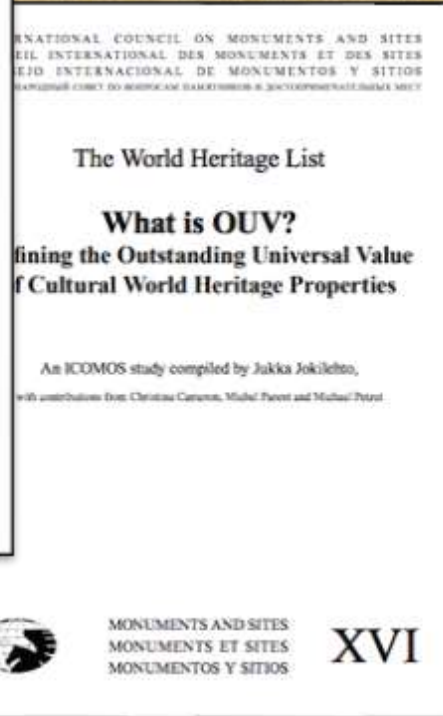 RNATIONAL COUNCIL ON MONUMENTS AND SITES
EIL INTERNATIONAL DES MONUMENTS ET DES SITES
EJO INTERNACIONAL DE MONUMENTOS Y SITIOS
The World Heritage List
What is OUV?
fining the Outstanding Universal Value
f Cultural World Heritage Properties
An ICOMOS study compiled by Jukka Jokilehto,
with contributions from Christina Cameron, Michel Parent and Michael Petzet
MONUMENTS AND SITES
MONUMENTS ET SITES
MONUMENTOS Y SITIOS
XVI